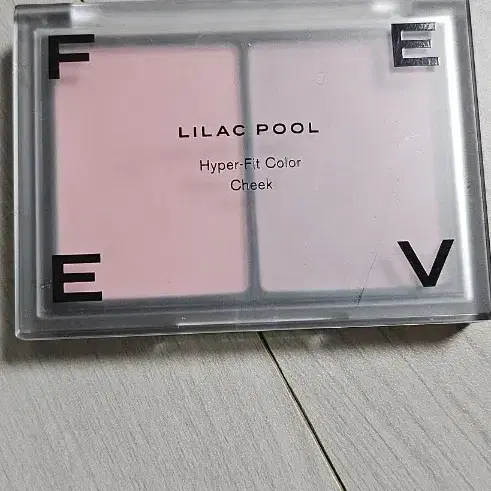 F E
LILAC POOL
Hyper-Fit Color
Cheek
E V